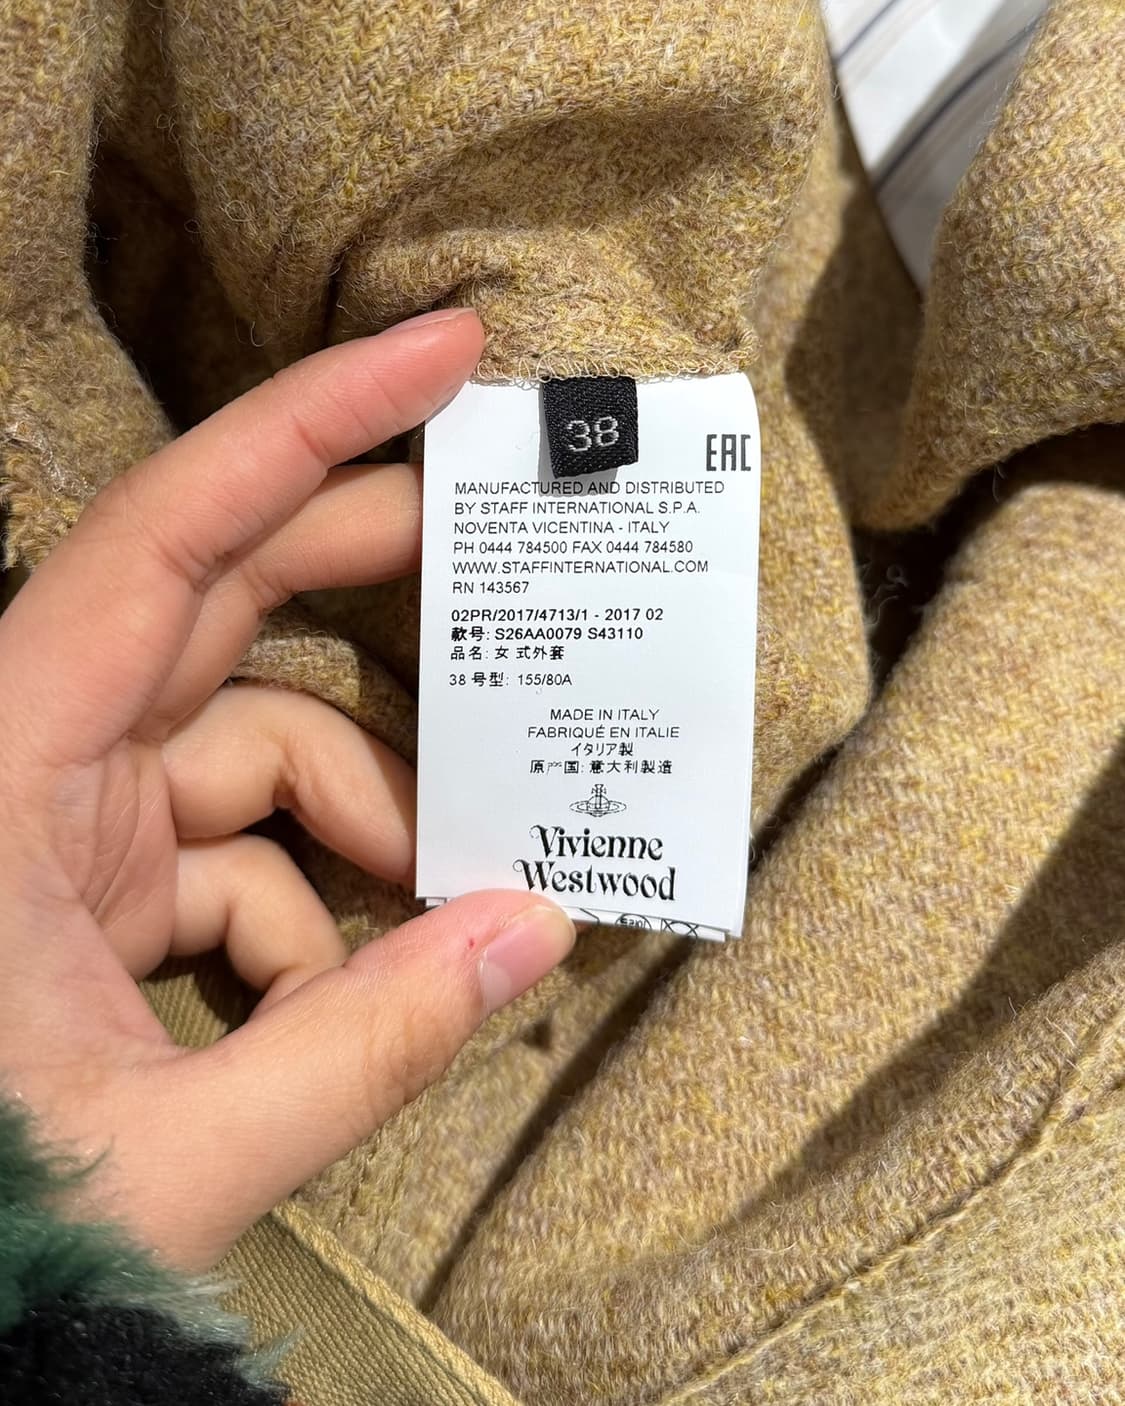 38
EAC
MANUFACTURED AND DISTRIBUTED
BY STAFF INTERNATIONAL S.P.A.
NOVENTA VICENTINA - ITALY
PH 0444 784500 FAX 0444 784580
WWW.STAFFINTERNATIONAL.COM
RN 143567
02PR/2017/4713/1 - 2017 02
款号: S26AA0079 S43110
品名: 女 式外套
38 号型: 155/80A
MADE IN ITALY
FABRIQUÉ EN ITALIE
イタリア製
原产国: 意大利製造
Vivienne
Westwood